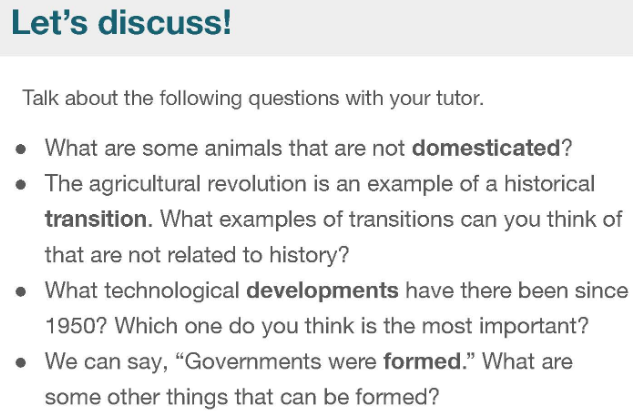 Let's discuss!
Talk about the following questions with your tutor.
● What are some animals that are not domesticated?
● The agricultural revolution is an example of a historical
transition. What examples of transitions can you think of
that are not related to history?
● What technological developments have there been since
1950? Which one do you think is the most important?
● We can say, “Governments were formed.” What are
some other things that can be formed?